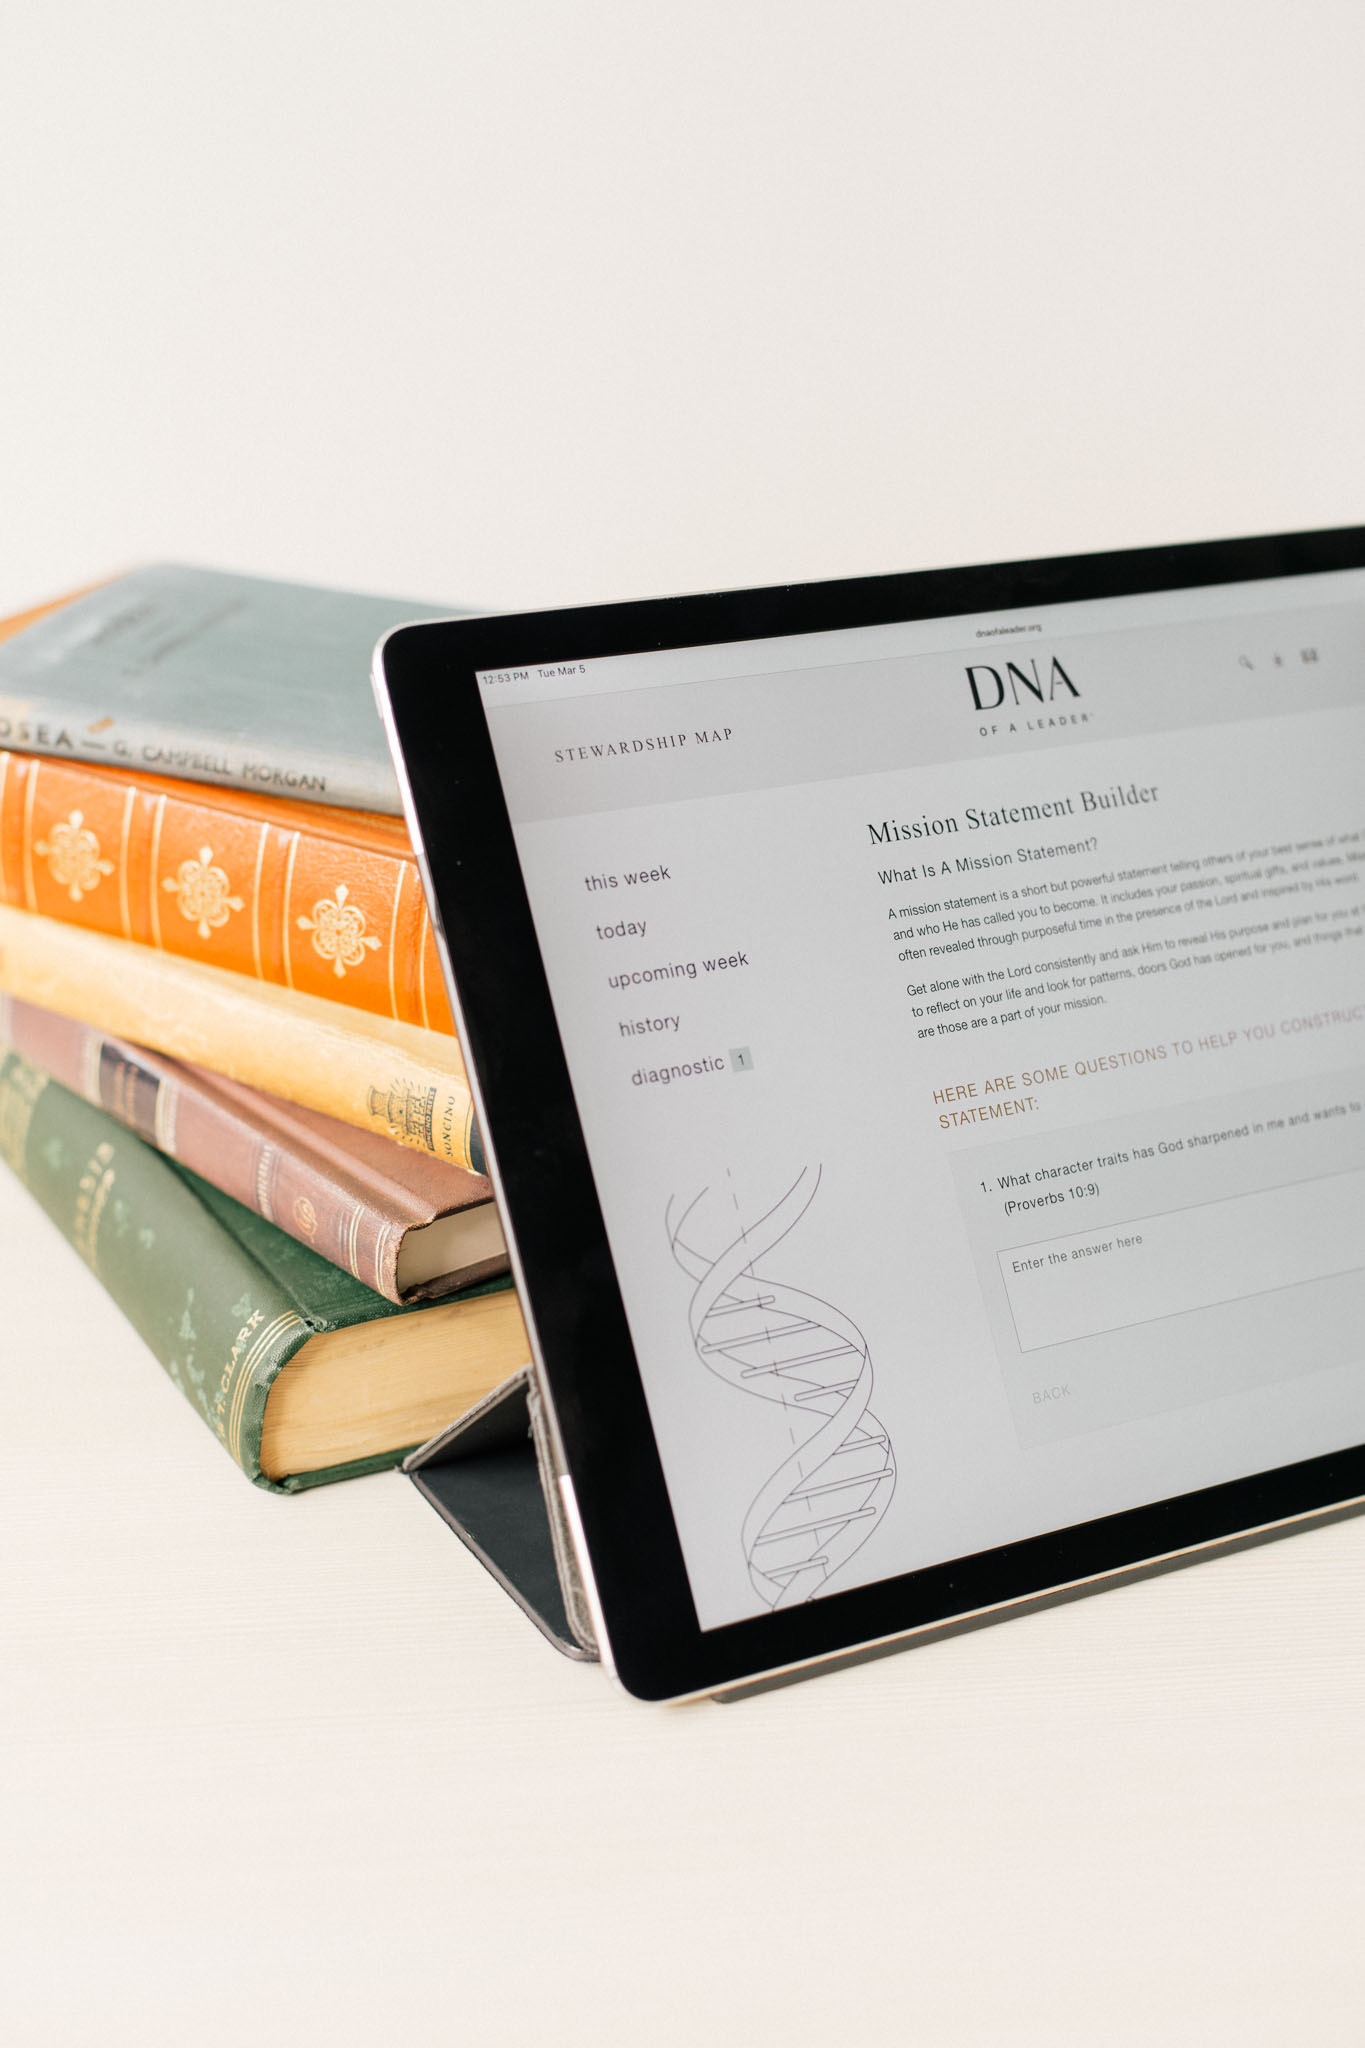 OSEA — G. CAMPBELL MORGAN
SONCINO
& T. CLARK
12:53 PM Tue Mar 5
dnaofaleader.org
STEWARDSHIP MAP
DNA
OF A LEADER
this week
today
upcoming week
history
diagnostic 1
Mission Statement Builder
What Is A Mission Statement?
A mission statement is a short but powerful statement telling others of your best sense of what
and who He has called you to become. It includes your passion, spiritual gifts, and values.
often revealed through purposeful time in the presence of the Lord and inspired by His word.
Get alone with the Lord consistently and ask Him to reveal His purpose and plan for you
to reflect on your life and look for patterns, doors God has opened for you, and things that
are those are a part of your mission.
HERE ARE SOME QUESTIONS TO HELP YOU CONSTRUC
STATEMENT:
1. What character traits has God sharpened in me and wants to
(Proverbs 10:9)
Enter the answer here
BACK